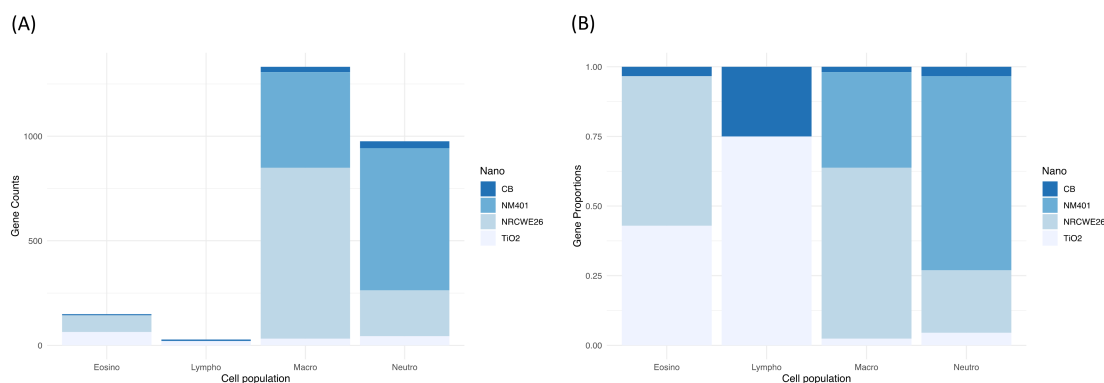 (A)
Gene Counts
1000
500
0
Eosino
Lympho
Macro
Neutro
Cell population
Nano
CB
NM401
NRCWE26
TiO2
(B)
Gene Proportions
1.00
0.75
0.50
0.25
0.00
Eosino
Lympho
Macro
Neutro
Cell population
Nano
CB
NM401
NRCWE26
TiO2